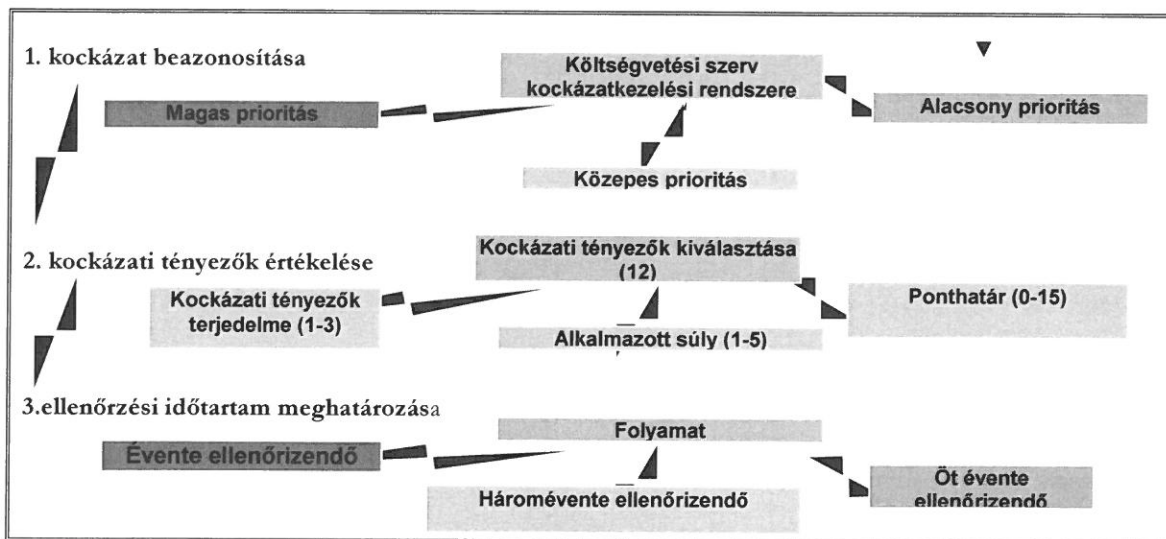 1. kockázat beazonosítása
Költségvetési szerv
kockázatkezelési rendszere
Magas prioritás
Alacsony prioritás
Közepes prioritás
2. kockázati tényezők értékelése
Kockázati tényezők kiválasztása
(12)
Kockázati tényezők
terjedelme (1-3)
Ponthatár (0-15)
Alkalmazott súly (1-5)
3.ellenőrzési időtartam meghatározása
Folyamat
Évente ellenőrizendő
Háromévente ellenőrizendő
Öt évente
ellenőrizendő